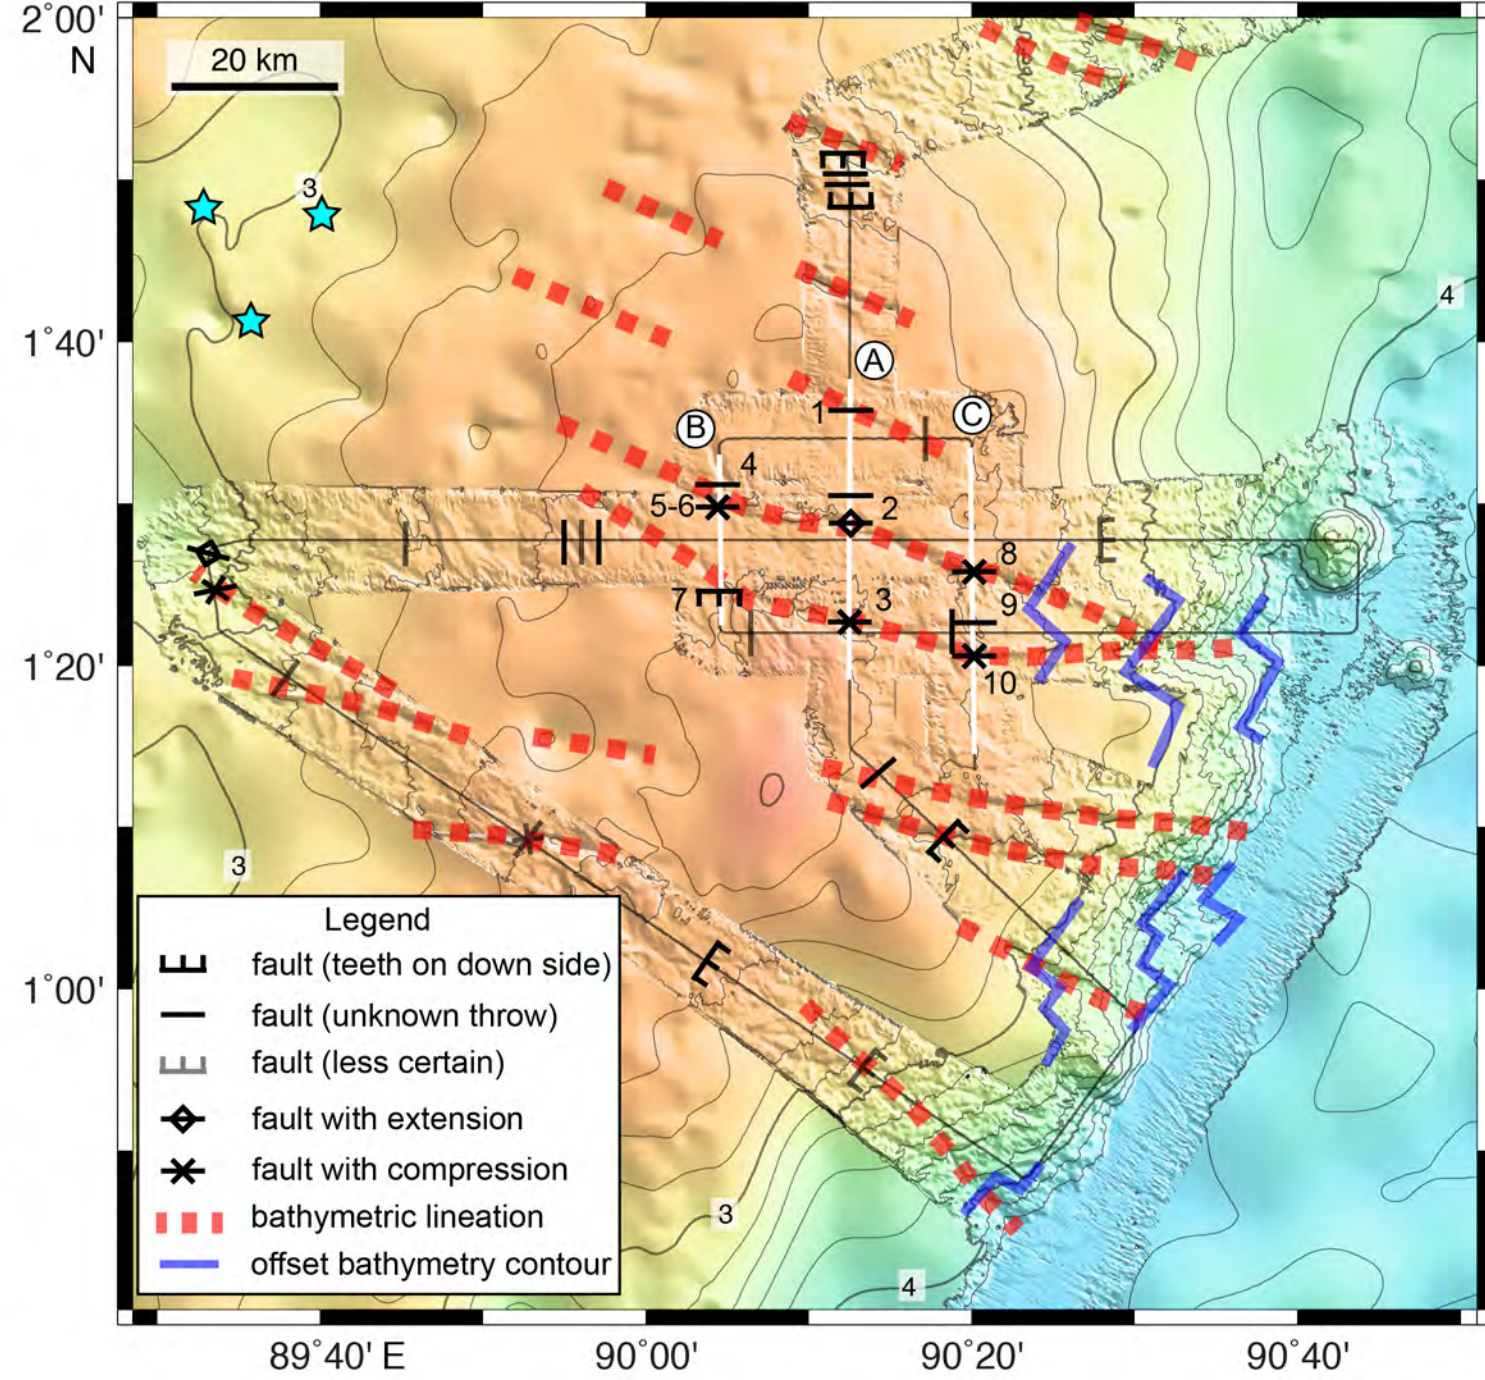 2°00'
N
20 km
3
4
A
1
C
B
4
5-6
2
8
3
9
7
10
1°40'
1°20'
3
1°00'
Legend
fault (teeth on down side)
fault (unknown throw)
fault (less certain)
fault with extension
fault with compression
bathymetric lineation
offset bathymetry contour
3
4
89°40' E
90°00'
90°20'
90°40'